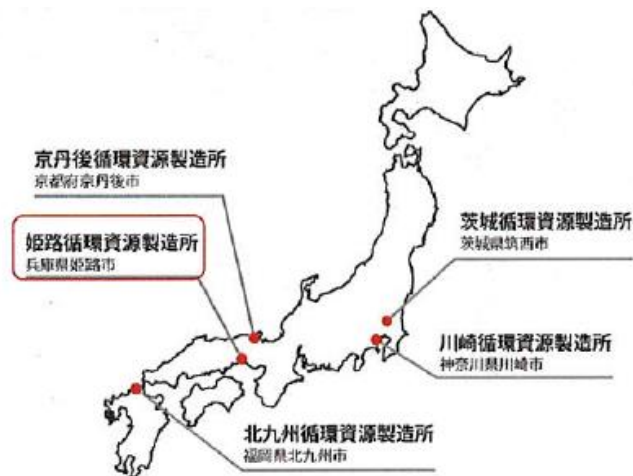 京丹後循環資源製造所
京都府京丹後市
姫路循環資源製造所
兵庫県姫路市
茨城循環資源製造所
茨城県筑西市
川崎循環資源製造所
神奈川県川崎市
北九州循環資源製造所
福岡県北九州市